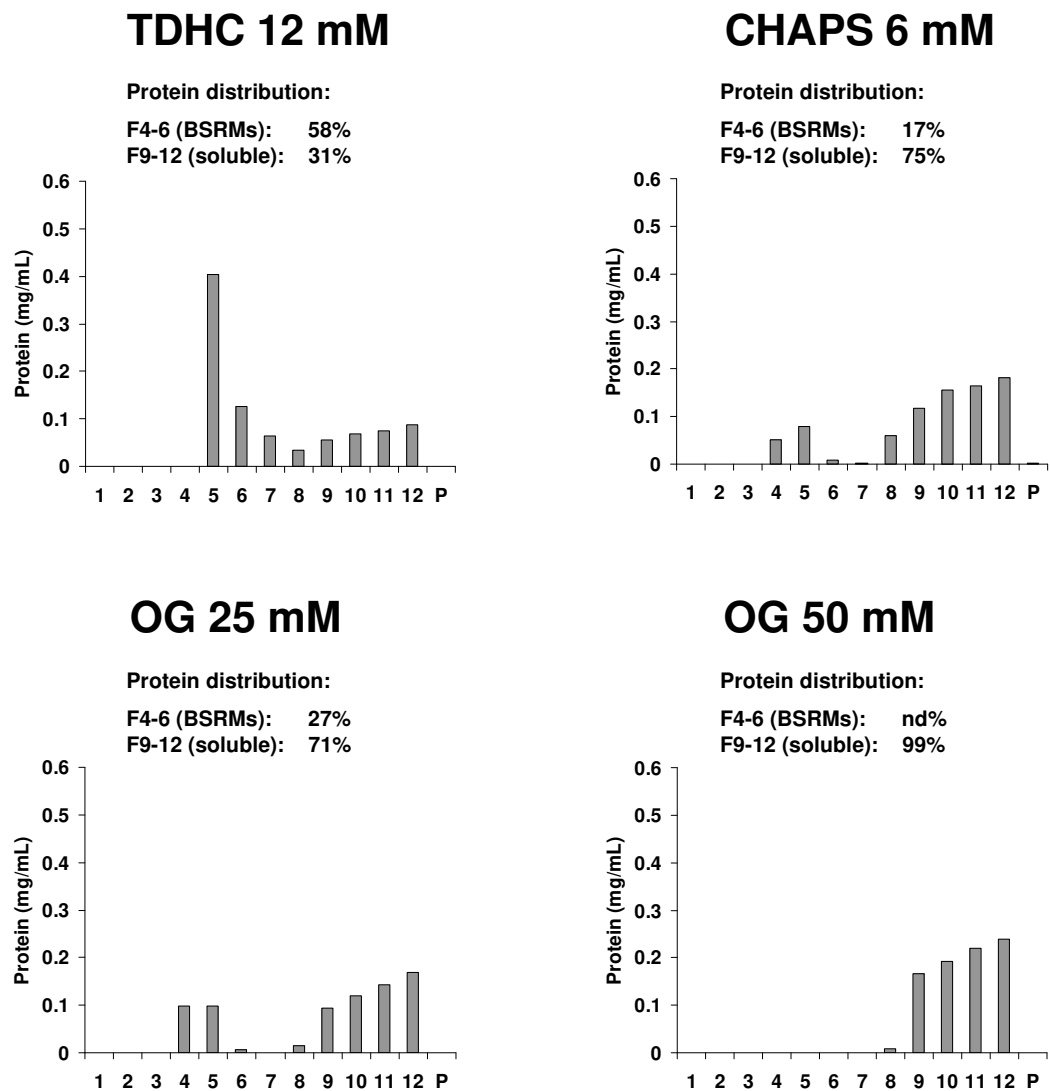 TDHC 12 mM
Protein distribution:
F4-6 (BSRMs): 58%
F9-12 (soluble): 31%
0.6
0.5
0.4
0.3
0.2
0.1
0
Protein (mg/mL)
1 2 3 4 5 6 7 8 9 10 11 12 P
CHAPS 6 mM
Protein distribution:
F4-6 (BSRMs): 17%
F9-12 (soluble): 75%
0.6
0.5
0.4
0.3
0.2
0.1
0
Protein (mg/mL)
1 2 3 4 5 6 7 8 9 10 11 12 P
OG 25 mM
Protein distribution:
F4-6 (BSRMs): 27%
F9-12 (soluble): 71%
0.6
0.5
0.4
0.3
0.2
0.1
0
Protein (mg/mL)
1 2 3 4 5 6 7 8 9 10 11 12 P
OG 50 mM
Protein distribution:
F4-6 (BSRMs): nd%
F9-12 (soluble): 99%
0.6
0.5
0.4
0.3
0.2
0.1
0
Protein (mg/mL)
1 2 3 4 5 6 7 8 9 10 11 12 P